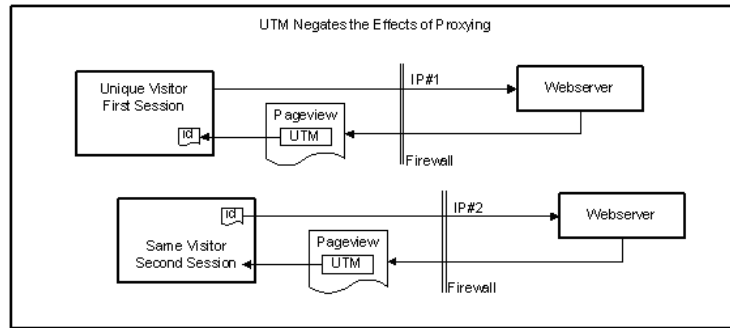 UTM Negates the Effects of Proxying
Unique Visitor
First Session
id
IP#1
Webserver
Pageview
UTM
Firewall
id
Same Visitor
Second Session
IP#2
Webserver
Pageview
UTM
Firewall